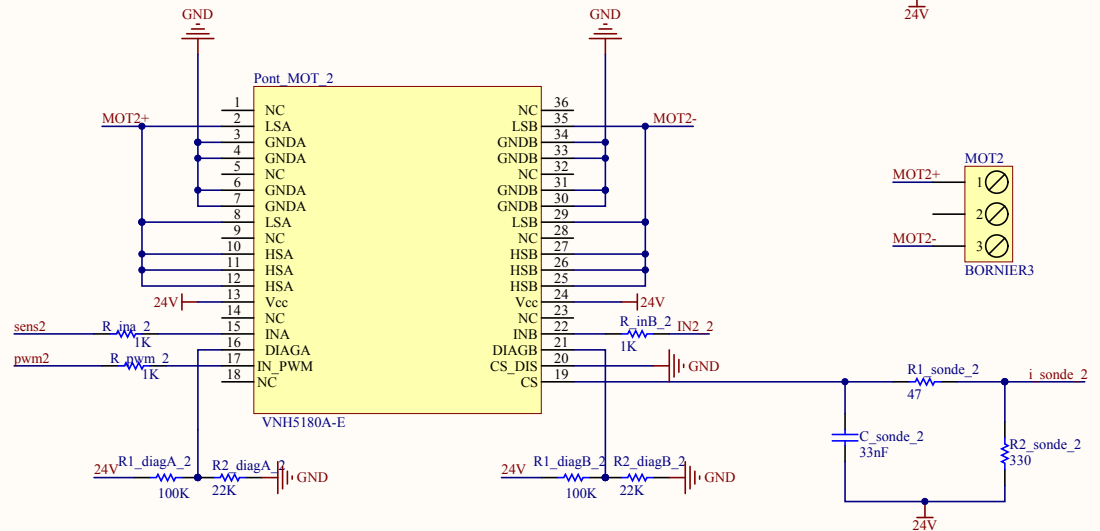 24V
GND
GND
Pont_MOT_2
1 NC NC 36
MOT2+ 2 LSA LSB 35 MOT2-
3 GNDA GNDB 34
4 GNDA GNDB 33
5 NC NC 32
6 GNDA GNDB 31
7 GNDA GNDB 30
8 LSA LSB 29
9 NC NC 28
10 HSA HSB 27
11 HSA HSB 26
12 HSA HSB 25
24V 13 Vcc Vcc 24 24V
14 NC NC 23
sens2 R_ina_2 1K 15 INA INB 22 R_inB_2 1K IN2_2
16 DIAGA DIAGB 21
pwm2 R_pwm_2 1K 17 IN_PWM CS_DIS 20 GND
18 NC CS 19
VNH5180A-E
MOT2
MOT2+ 1
2
MOT2- 3
BORNIER3
R1_sonde_2
47
i_sonde_2
C_sonde_2
33nF
R2_sonde_2
330
24V
24V R1_diagA_2 R2_diagA_2 GND
100K 22K
24V R1_diagB_2 R2_diagB_2 GND
100K 22K